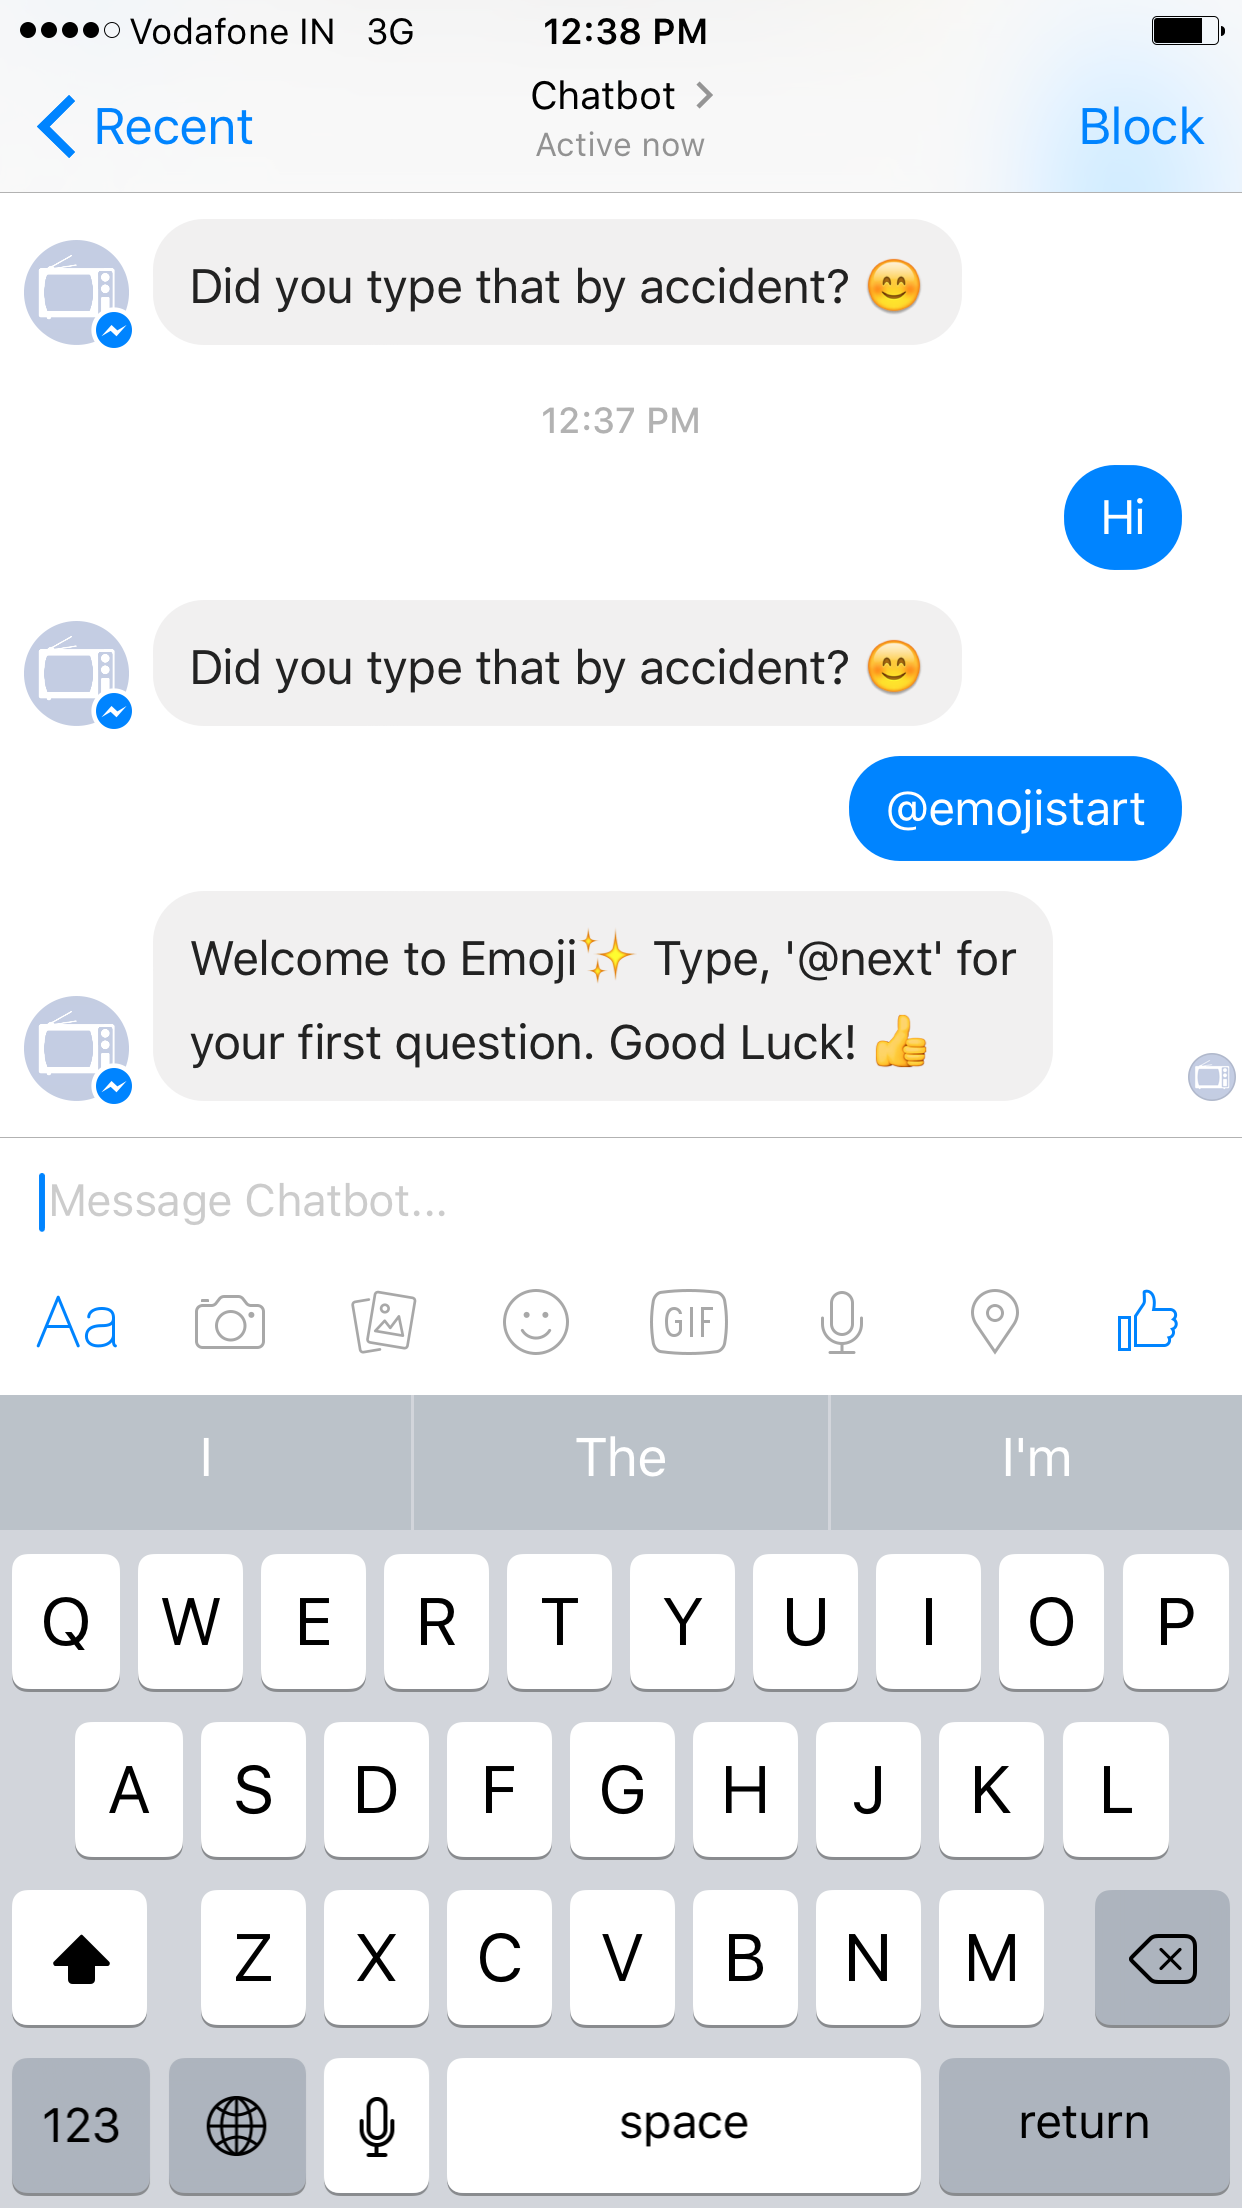 Vodafone IN 3G 12:38 PM
Recent
Chatbot
Active now
Block
Did you type that by accident? 😊
12:37 PM
Hi
Did you type that by accident? 😊
@emojistart
Welcome to Emoji✨ Type, '@next' for
your first question. Good Luck! 👍
Message Chatbot...
Aa
GIF
I The I'm
Q W E R T Y U I O P
A S D F G H J K L
Z X C V B N M
123 space return